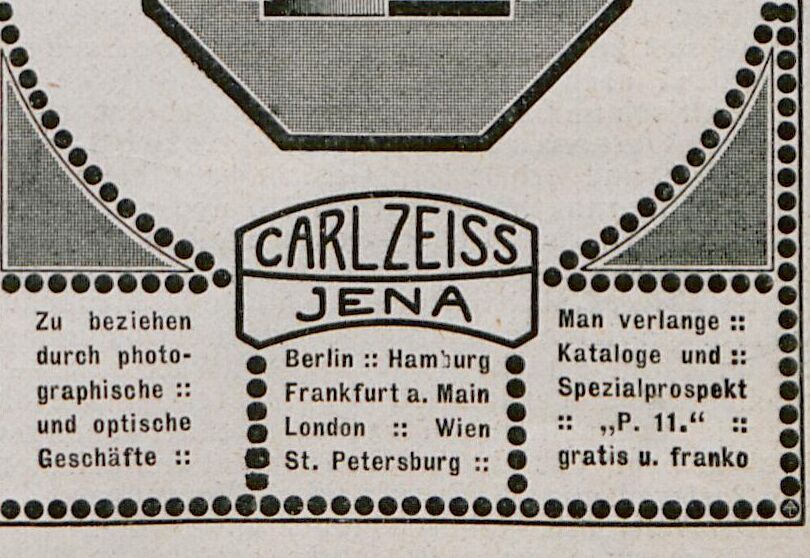 CARL ZEISS
JENA
Zu beziehen
durch photo-
graphische ::
und optische
Geschäfte ::
Berlin :: Hamburg
Frankfurt a. Main
London :: Wien
St. Petersburg ::
Man verlange ::
Kataloge und ::
Spezialprospekt
:: „P. 11.“ ::
gratis u. franko